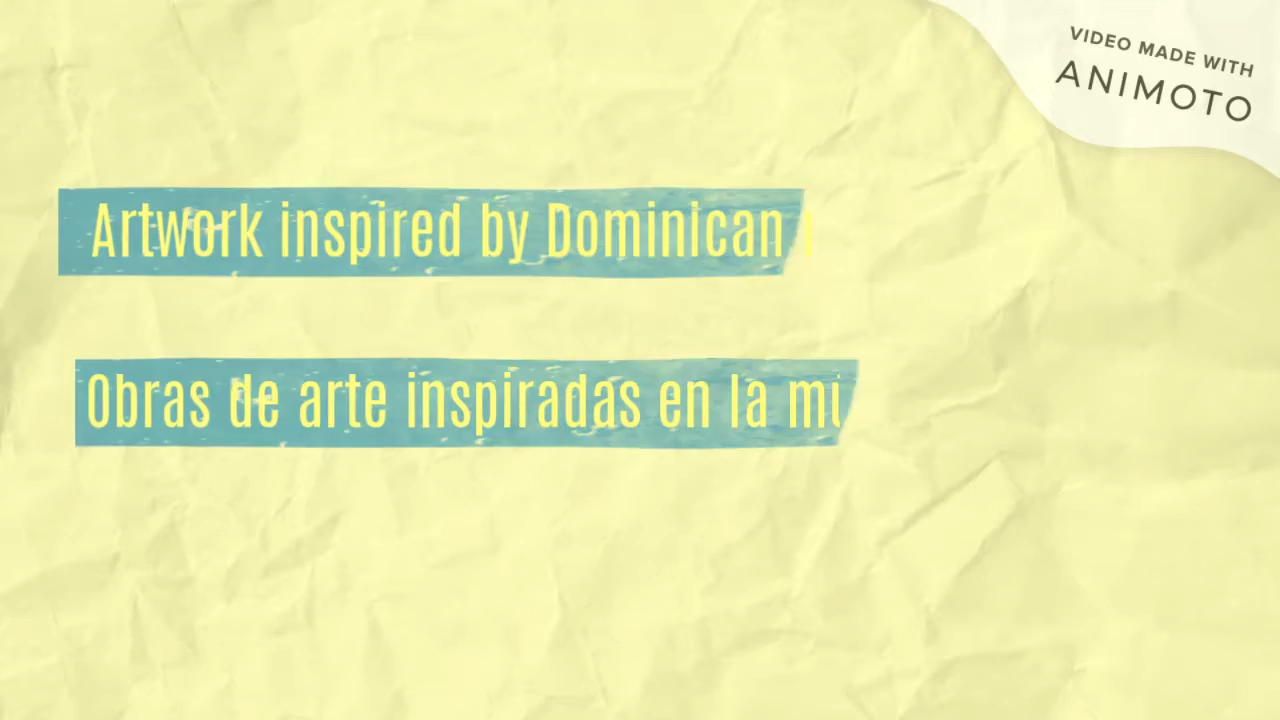 VIDEO MADE WITH
ANIMOTO
Artwork inspired by Dominican
Obras de arte inspiradas en la